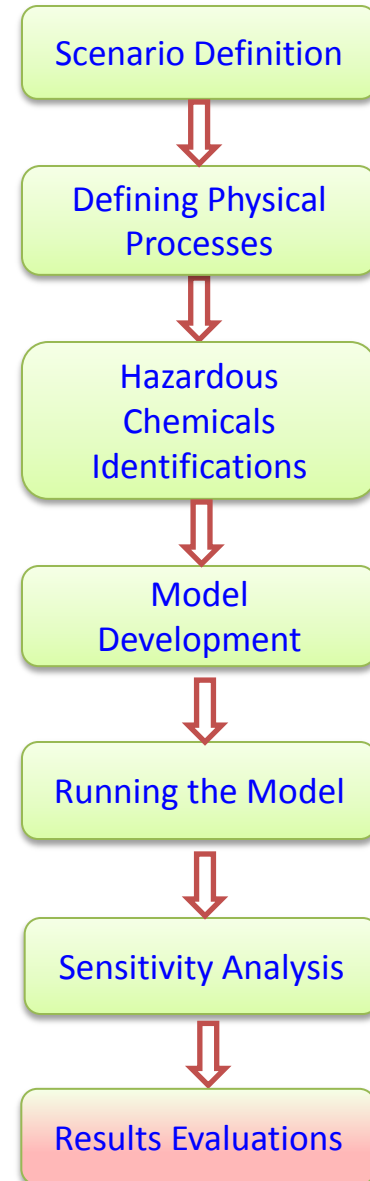 Scenario Definition
Defining Physical
Processes
Hazardous
Chemicals
Identifications
Model
Development
Running the Model
Sensitivity Analysis
Results Evaluations